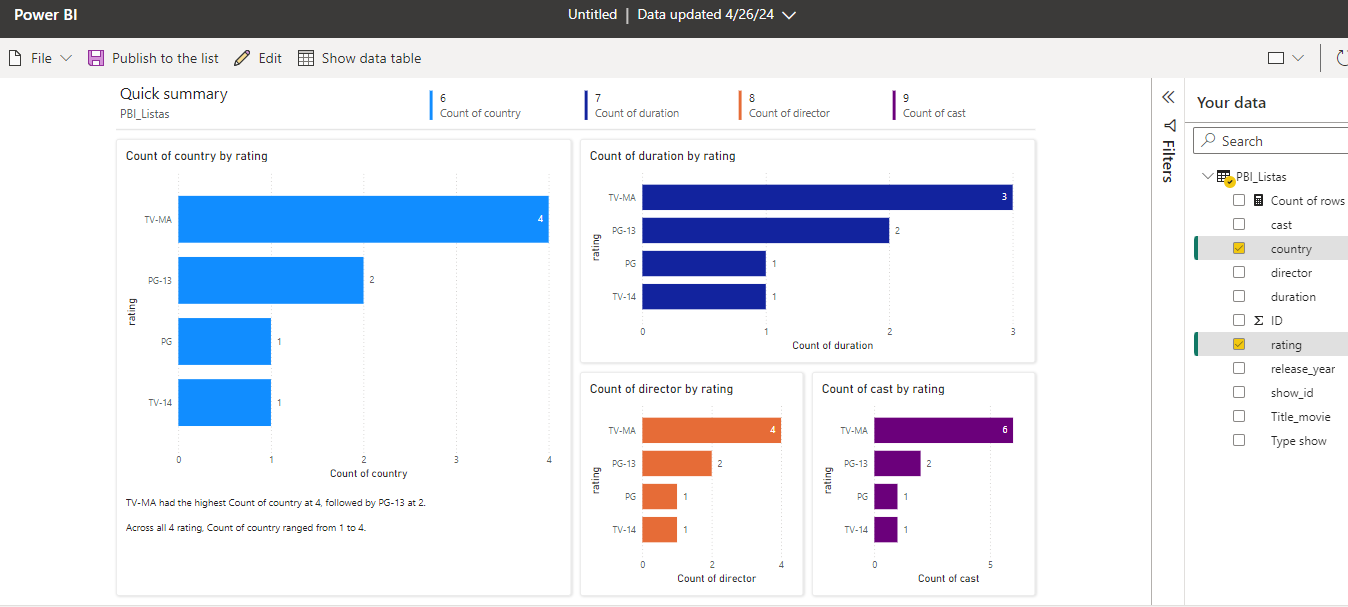 Power BI
Untitled | Data updated 4/26/24
File
Publish to the list
Edit
Show data table
Quick summary
PBI_Listas
6
Count of country
7
Count of duration
8
Count of director
9
Count of cast
Count of country by rating
rating
TV-MA
4
PG-13
2
PG
1
TV-14
1
0 1 2 3 4
Count of country
TV-MA had the highest Count of country at 4, followed by PG-13 at 2.
Across all 4 rating, Count of country ranged from 1 to 4.
Count of duration by rating
rating
TV-MA
3
PG-13
2
PG
1
TV-14
1
0 1 2 3
Count of duration
Count of director by rating
rating
TV-MA
4
PG-13
2
PG
1
TV-14
1
0 2 4
Count of director
Count of cast by rating
rating
TV-MA
6
PG-13
2
PG
1
TV-14
1
0 5
Count of cast
Filters
Your data
Search
PBI_Listas
Count of rows
cast
country
director
duration
Σ ID
rating
release_year
show_id
Title_movie
Type show